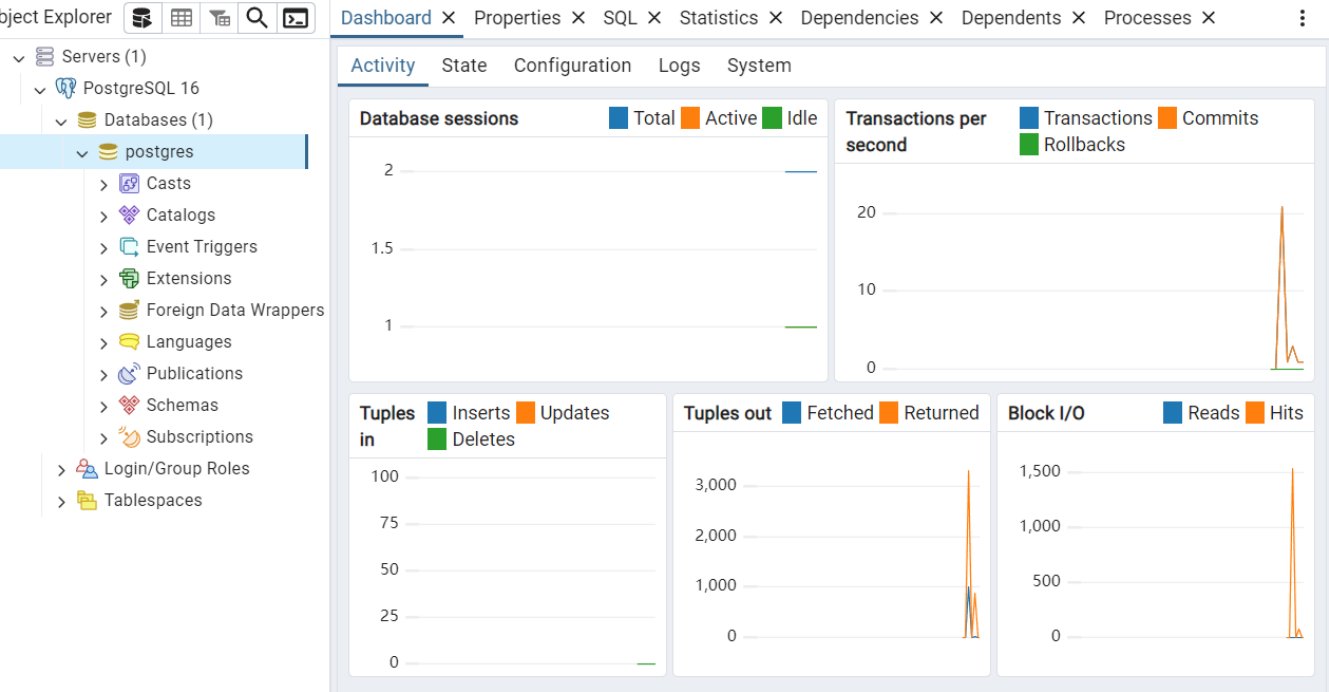 bject Explorer
Servers (1)
PostgreSQL 16
Databases (1)
postgres
Casts
Catalogs
Event Triggers
Extensions
Foreign Data Wrappers
Languages
Publications
Schemas
Subscriptions
Login/Group Roles
Tablespaces
Dashboard Properties SQL Statistics Dependencies Dependents Processes
Activity State Configuration Logs System
Database sessions Total Active Idle
2
1.5
1
Transactions per second Transactions Commits
Rollbacks
20
10
0
Tuples in Inserts Updates
Deletes
100
75
50
25
0
Tuples out Fetched Returned
3,000
2,000
1,000
0
Block I/O Reads Hits
1,500
1,000
500
0